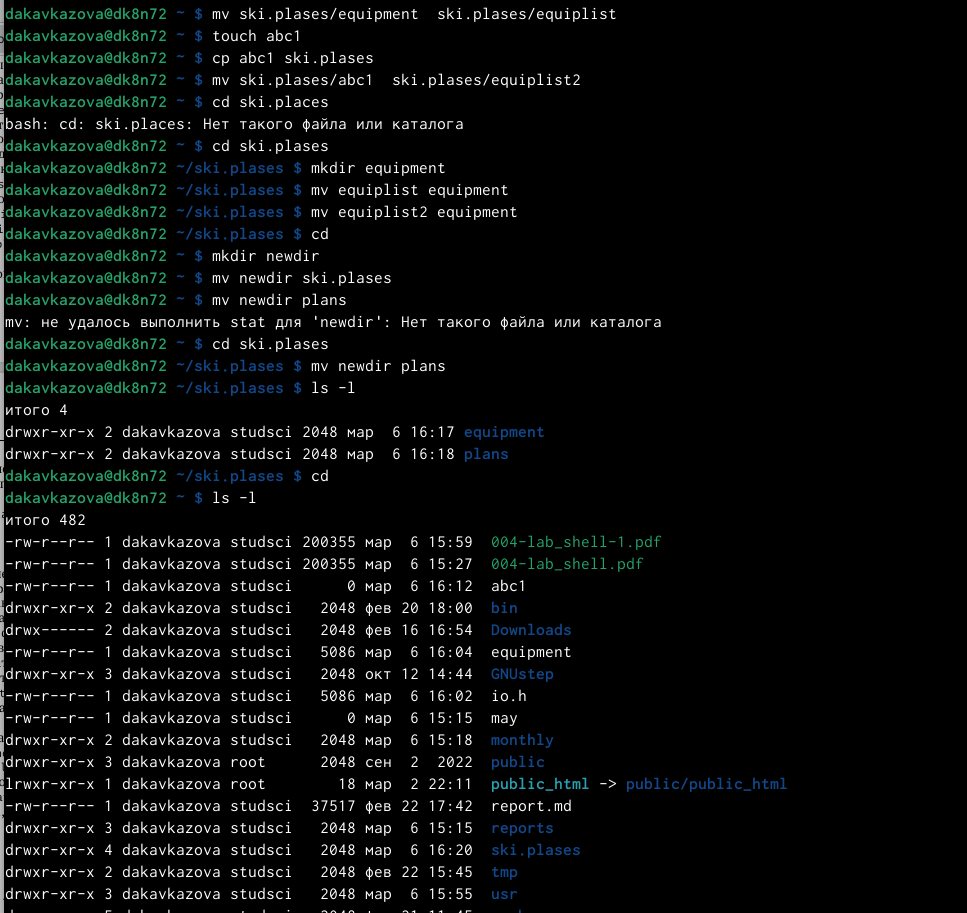 dakavkazova@dk8n72 ~ $ mv ski.plases/equipment  ski.plases/equiplist
dakavkazova@dk8n72 ~ $ touch abc1
dakavkazova@dk8n72 ~ $ cp abc1 ski.plases
dakavkazova@dk8n72 ~ $ mv ski.plases/abc1  ski.plases/equiplist2
dakavkazova@dk8n72 ~ $ cd ski.places
bash: cd: ski.places: Нет такого файла или каталога
dakavkazova@dk8n72 ~ $ cd ski.plases
dakavkazova@dk8n72 ~/ski.plases $ mkdir equipment
dakavkazova@dk8n72 ~/ski.plases $ mv equiplist equipment
dakavkazova@dk8n72 ~/ski.plases $ mv equiplist2 equipment
dakavkazova@dk8n72 ~/ski.plases $ cd
dakavkazova@dk8n72 ~ $ mkdir newdir
dakavkazova@dk8n72 ~ $ mv newdir ski.plases
dakavkazova@dk8n72 ~ $ mv newdir plans
mv: не удалось выполнить stat для 'newdir': Нет такого файла или каталога
dakavkazova@dk8n72 ~ $ cd ski.plases
dakavkazova@dk8n72 ~/ski.plases $ mv newdir plans
dakavkazova@dk8n72 ~/ski.plases $ ls -l
итого 4
drwxr-xr-x 2 dakavkazova studsci 2048 мар  6 16:17 equipment
drwxr-xr-x 2 dakavkazova studsci 2048 мар  6 16:18 plans
dakavkazova@dk8n72 ~/ski.plases $ cd
dakavkazova@dk8n72 ~ $ ls -l
итого 482
-rw-r--r-- 1 dakavkazova studsci 200355 мар  6 15:59  004-lab_shell-1.pdf
-rw-r--r-- 1 dakavkazova studsci 200355 мар  6 15:27  004-lab_shell.pdf
-rw-r--r-- 1 dakavkazova studsci      0 мар  6 16:12  abc1
drwxr-xr-x 2 dakavkazova studsci   2048 фев 20 18:00  bin
drwx------ 2 dakavkazova studsci   2048 фев 16 16:54  Downloads
-rw-r--r-- 1 dakavkazova studsci   5086 мар  6 16:04  equipment
drwxr-xr-x 3 dakavkazova studsci   2048 окт 12 14:44  GNUstep
-rw-r--r-- 1 dakavkazova studsci   5086 мар  6 16:02  io.h
-rw-r--r-- 1 dakavkazova studsci      0 мар  6 15:15  may
drwxr-xr-x 2 dakavkazova studsci   2048 мар  6 15:18  monthly
drwxr-xr-x 3 dakavkazova root      2048 сен  2  2022  public
lrwxr-xr-x 1 dakavkazova root        18 мар  2 22:11  public_html -> public/public_html
-rw-r--r-- 1 dakavkazova studsci  37517 фев 22 17:42  report.md
drwxr-xr-x 3 dakavkazova studsci   2048 мар  6 15:15  reports
drwxr-xr-x 4 dakavkazova studsci   2048 мар  6 16:20  ski.plases
drwxr-xr-x 2 dakavkazova studsci   2048 фев 22 15:45  tmp
drwxr-xr-x 3 dakavkazova studsci   2048 мар  6 15:55  usr